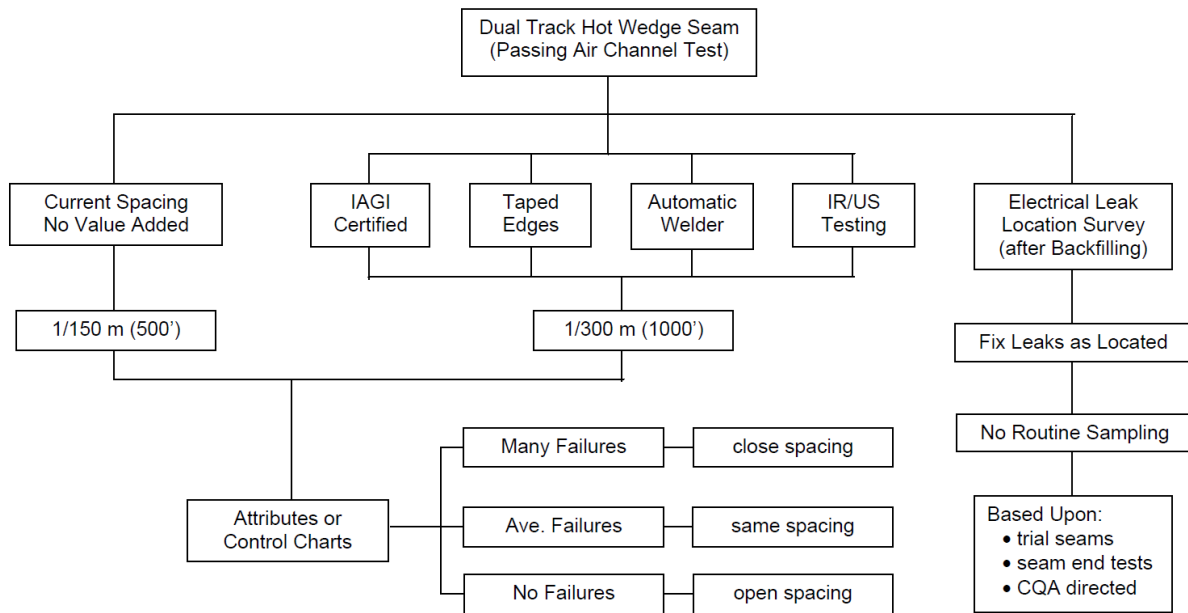 Dual Track Hot Wedge Seam
(Passing Air Channel Test)
Current Spacing
No Value Added
IAGI
Certified
Taped
Edges
Automatic
Welder
IR/US
Testing
Electrical Leak
Location Survey
(after Backfilling)
1/150 m (500’)
1/300 m (1000’)
Fix Leaks as Located
No Routine Sampling
Many Failures
close spacing
Attributes or
Control Charts
Ave. Failures
same spacing
No Failures
open spacing
Based Upon:
• trial seams
• seam end tests
• CQA directed